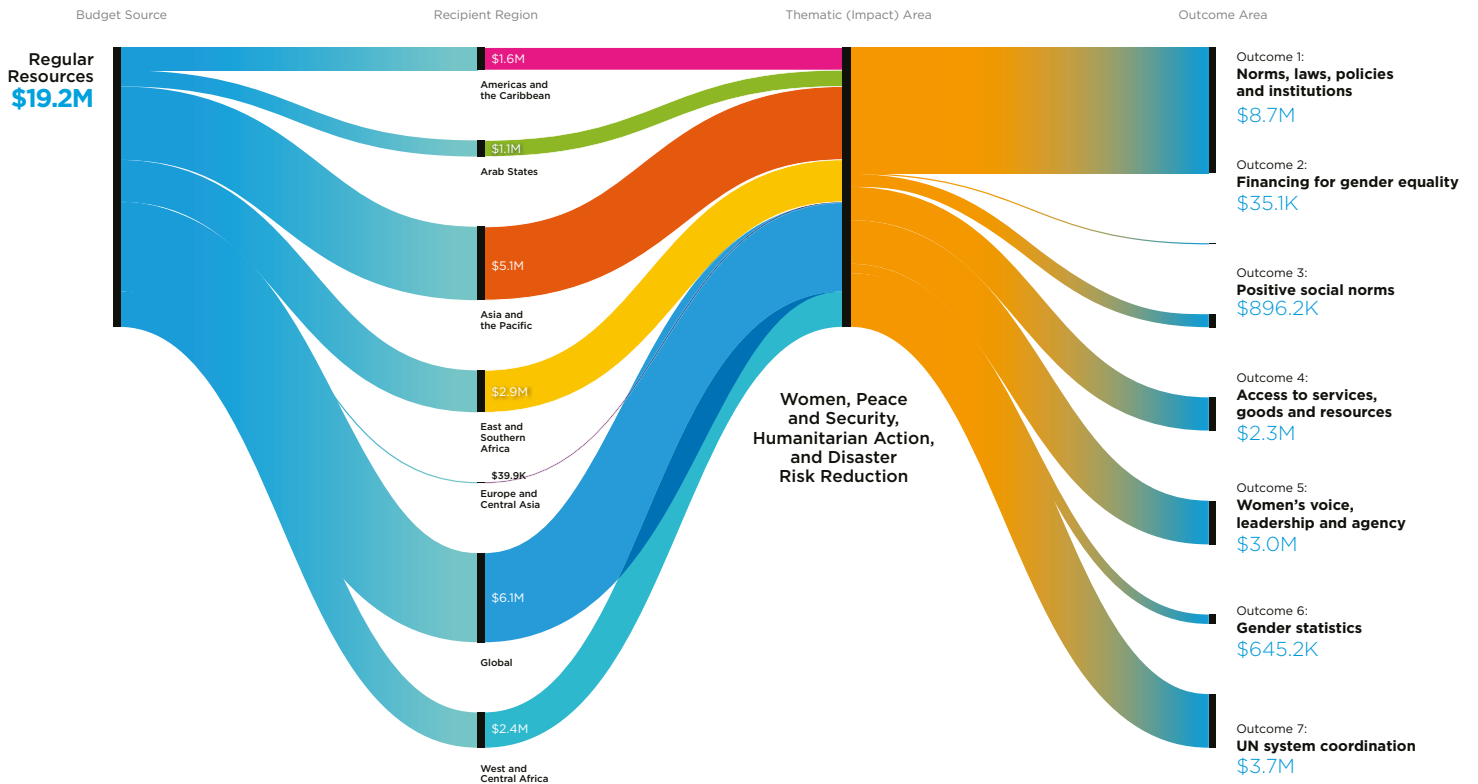 Budget Source
Recipient Region
Thematic (Impact) Area
Outcome Area
Regular
Resources
$19.2M
$1.6M
Americas and
the Caribbean
$1.1M
Arab States
$5.1M
Asia and
the Pacific
$2.9M
East and
Southern
Africa
$39.9K
Europe and
Central Asia
$6.1M
Global
$2.4M
West and
Central Africa
Women, Peace
and Security,
Humanitarian Action,
and Disaster
Risk Reduction
Outcome 1:
Norms, laws, policies
and institutions
$8.7M
Outcome 2:
Financing for gender equality
$35.1K
Outcome 3:
Positive social norms
$896.2K
Outcome 4:
Access to services,
goods and resources
$2.3M
Outcome 5:
Women’s voice,
leadership and agency
$3.0M
Outcome 6:
Gender statistics
$645.2K
Outcome 7:
UN system coordination
$3.7M